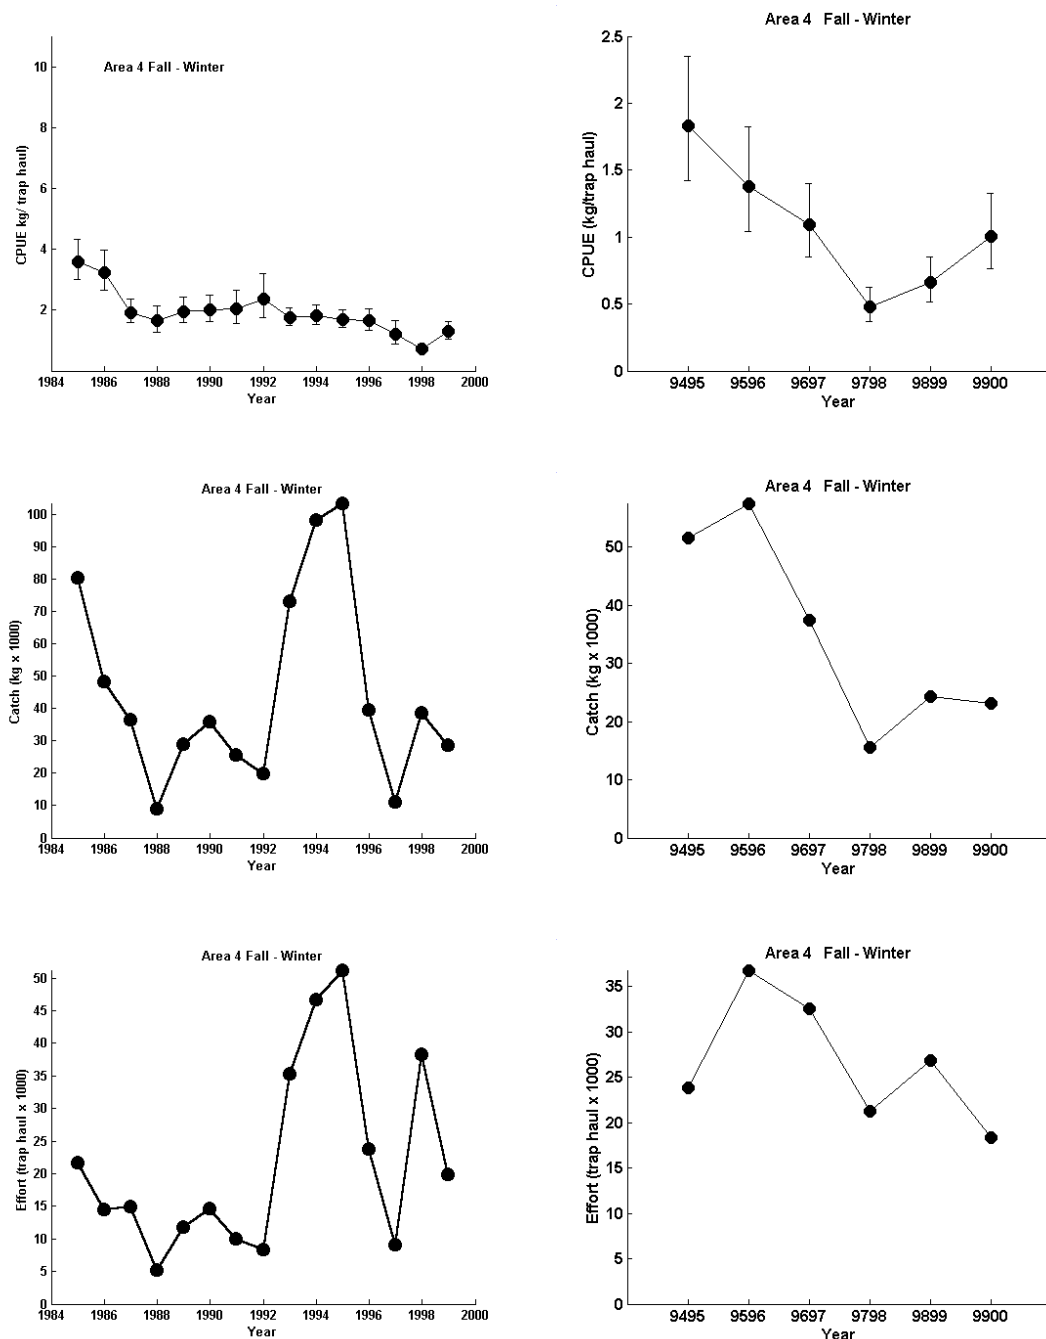 Area 4 Fall - Winter
10
8
6
4
2
CPUE kg/ trap haul)
1984 1986 1988 1990 1992 1994 1996 1998 2000
Year
Area 4 Fall - Winter
2.5
2
1.5
1
0.5
0
CPUE (kg/trap haul)
9495 9596 9697 9798 9899 9900
Year
Area 4 Fall - Winter
100
90
80
70
60
50
40
30
20
10
0
Catch (kg x 1000)
1984 1986 1988 1990 1992 1994 1996 1998 2000
Year
Area 4 Fall - Winter
50
40
30
20
10
0
Catch (kg x 1000)
9495 9596 9697 9798 9899 9900
Year
Area 4 Fall - Winter
50
45
40
35
30
25
20
15
10
5
0
Effort (trap haul x 1000)
1984 1986 1988 1990 1992 1994 1996 1998 2000
Year
Area 4 Fall - Winter
35
30
25
20
15
10
5
0
Effort (trap haul x 1000)
9495 9596 9697 9798 9899 9900
Year